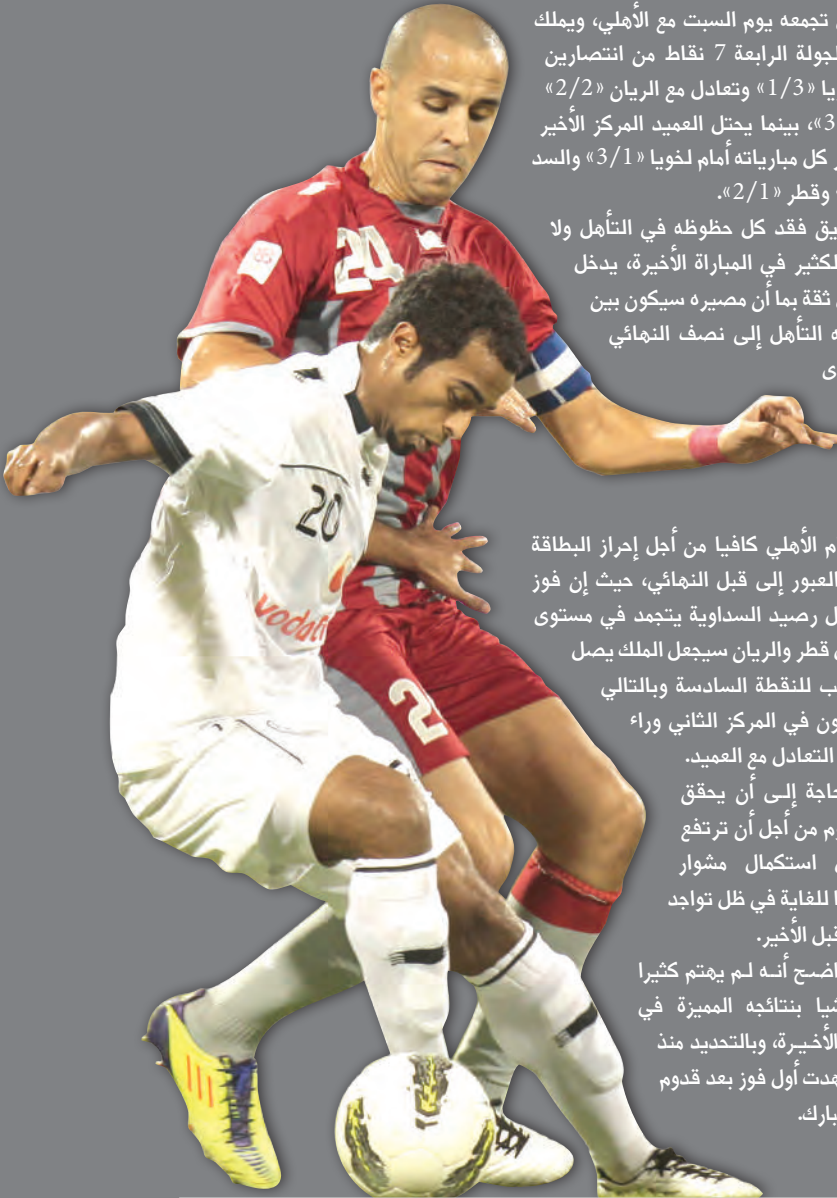 تجمعه يوم السبت مع الأهلي، ويملك
لجولة الرابعة 7 نقاط من انتصارين
يا «1/3» وتعادل مع الريان «2/2»
3»، بينما يحتل العميد المركز الأخير
ر كل مبارياته أمام لخويا «3/1» والسد
وقطر «2/1».
يق فقد كل حظوظه في التأهل ولا
لكثير في المباراة الأخيرة، يدخل
ثقة بما أن مصيره سيكون بين
ه التأهل إلى نصف النهائي
ى
م الأهلي كافيا من أجل إحراز البطاقة
العبور إلى قبل النهائي، حيث إن فوز
ل رصيد السداوية يتجمد في مستوى
قطر والريان سيجعل الملك يصل
ب للنقطة السادسة وبالتالي
ون في المركز الثاني وراء
التعادل مع العميد.
حاجة إلى أن يحقق
م من أجل أن ترتفع
استكمال مشوار
ا للغاية في ظل تواجد
قبل الأخير.
اضح أنه لم يهتم كثيرا
شيا بنتائجه المميزة في
الأخيرة، وبالتحديد منذ
هدت أول فوز بعد قدوم
بارك.
24
20
vodaf
2